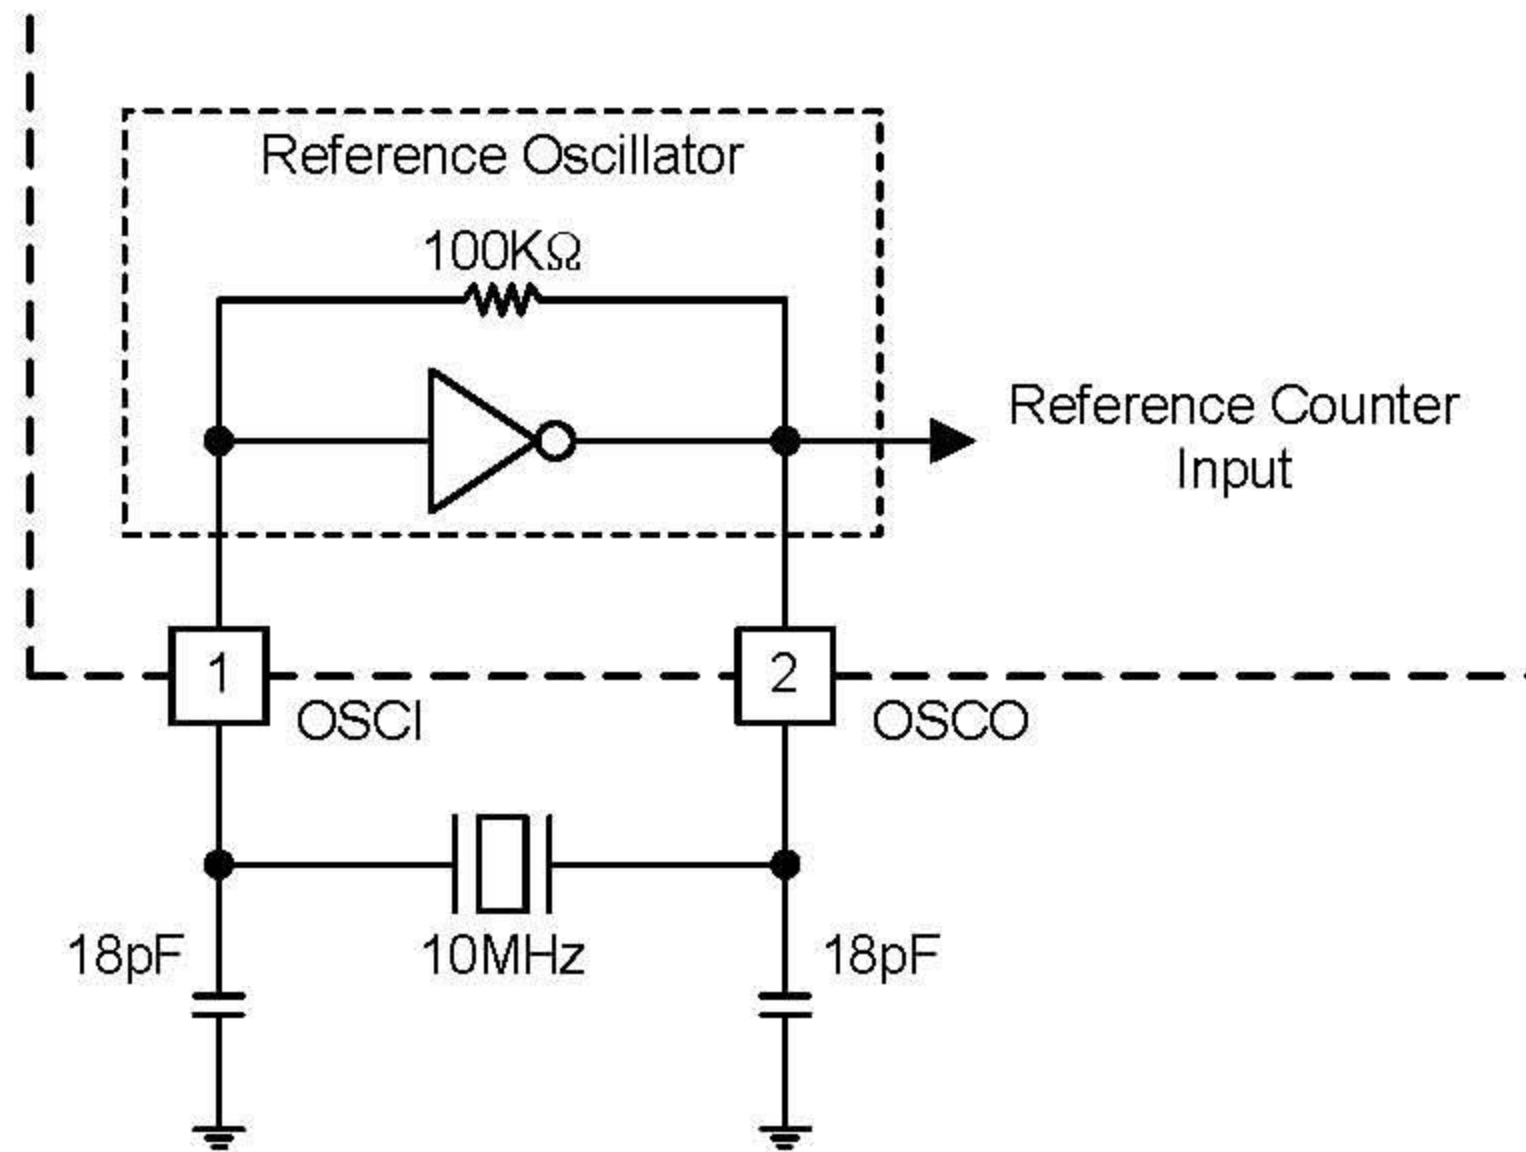 Reference Oscillator
100KΩ
Reference Counter
Input
1
2
OSCI
OSCO
18pF
10MHz
18pF